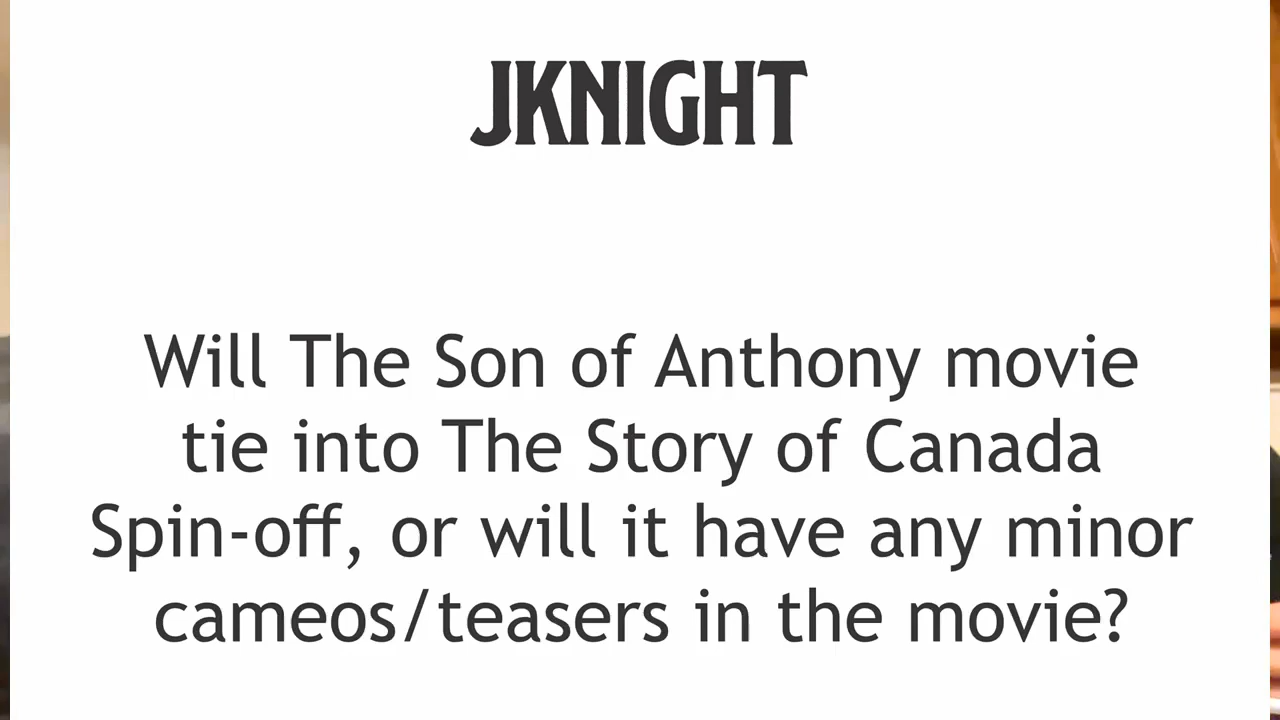 JKNIGHT
Will The Son of Anthony movie
tie into The Story of Canada
Spin-off, or will it have any minor
cameos/teasers in the movie?